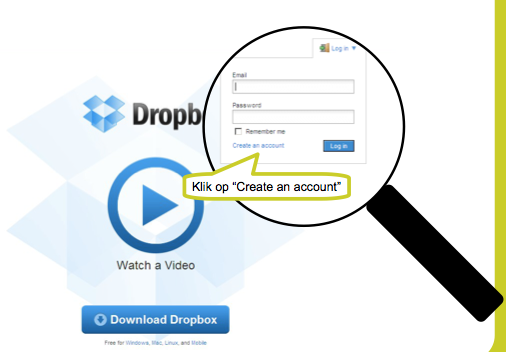 Log in
Email
Password
Dropb
Remember me
Create an account
Log in
Klik op “Create an account”
Watch a Video
Download Dropbox
Free for Windows, Mac, Linux, and Mobile